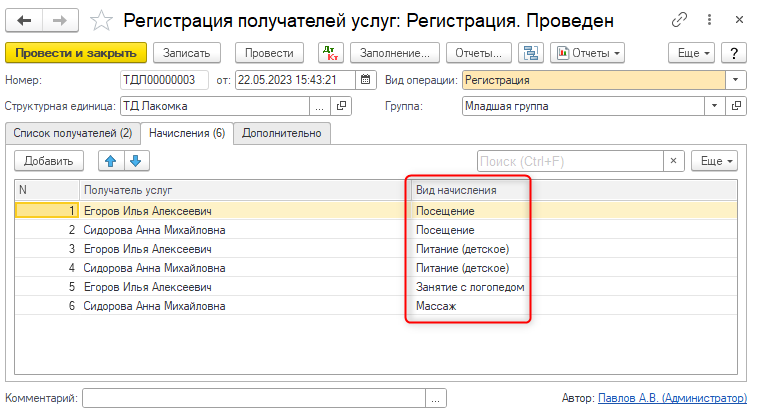 Регистрация получателей услуг: Регистрация. Проведен
Провести и закрыть Записать Провести Дт Кт Заполнение... Отчеты... Отчеты Еще ?
Номер: ТДЛ00000003 от: 22.05.2023 15:43:21 Вид операции: Регистрация
Структурная единица: ТД Лакомка ... Группа: Младшая группа
Список получателей (2) Начисления (6) Дополнительно
Добавить Поиск (Ctrl+F) × Еще
N Получатель услуг Вид начисления
1 Егоров Илья Алексеевич Посещение
2 Сидорова Анна Михайловна Посещение
3 Егоров Илья Алексеевич Питание (детское)
4 Сидорова Анна Михайловна Питание (детское)
5 Егоров Илья Алексеевич Занятие с логопедом
6 Сидорова Анна Михайловна Массаж
Комментарий: ... Автор: Павлов А.В. (Администратор)